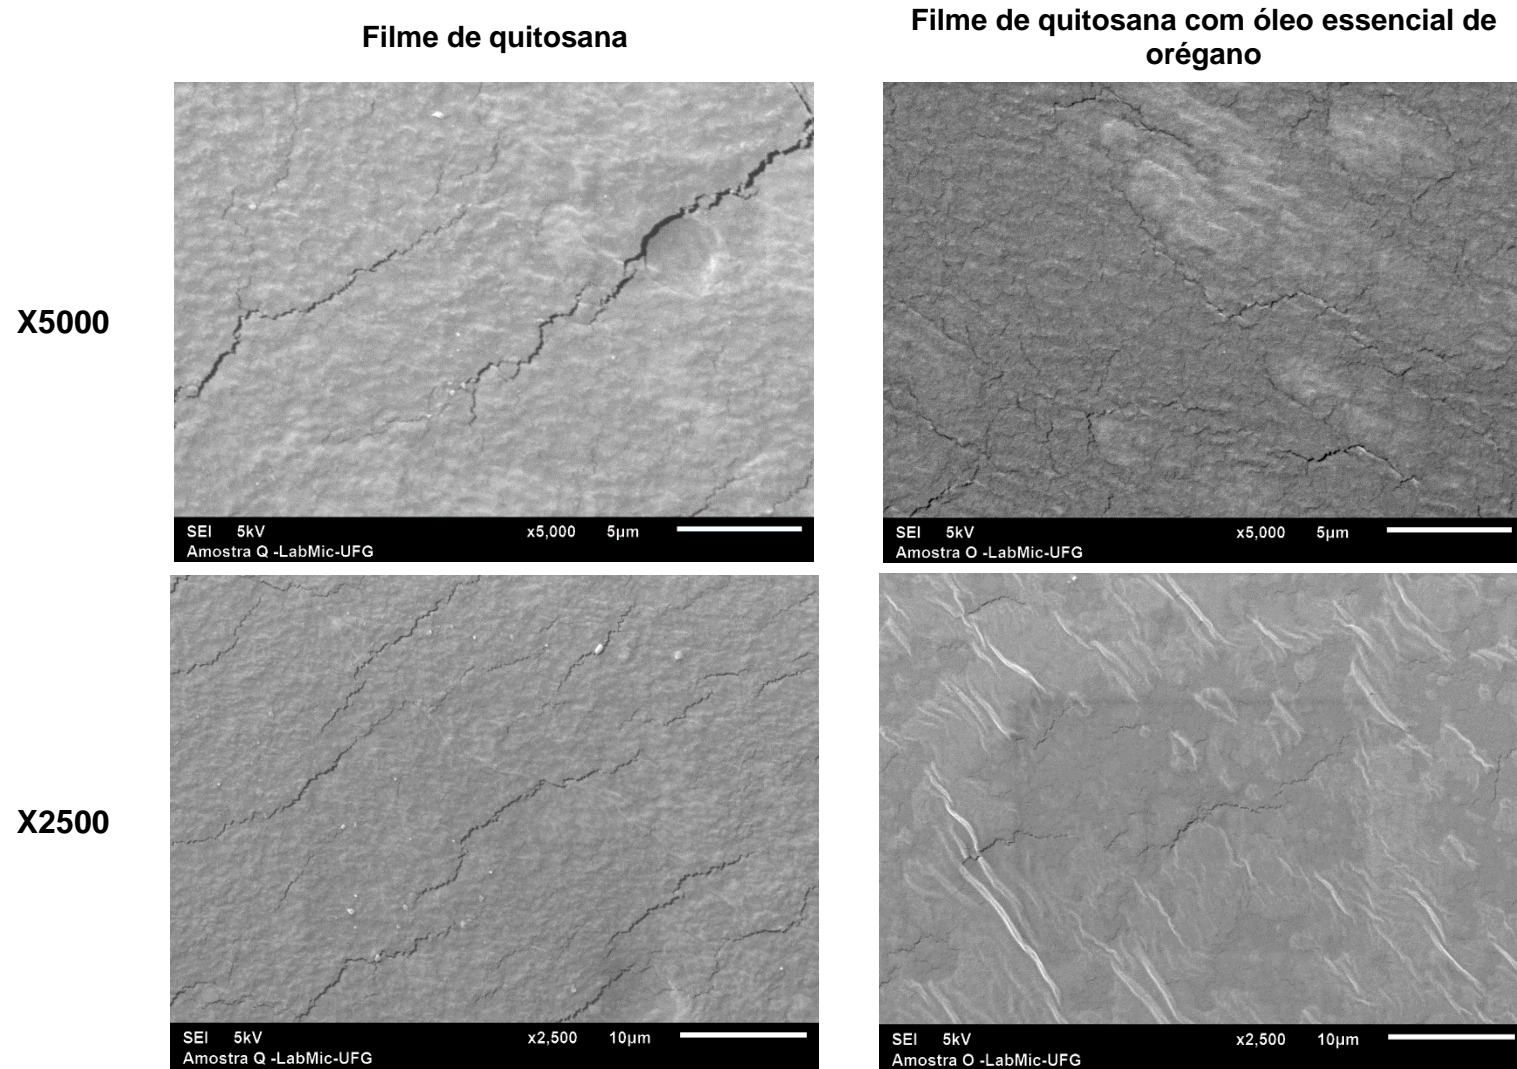 Filme de quitosana
Filme de quitosana com óleo essencial de
orégano
X5000
SEI 5kV x5,000 5µm
Amostra Q -LabMic-UFG
SEI 5kV x5,000 5µm
Amostra O -LabMic-UFG
X2500
SEI 5kV x2,500 10µm
Amostra Q -LabMic-UFG
SEI 5kV x2,500 10µm
Amostra O -LabMic-UFG